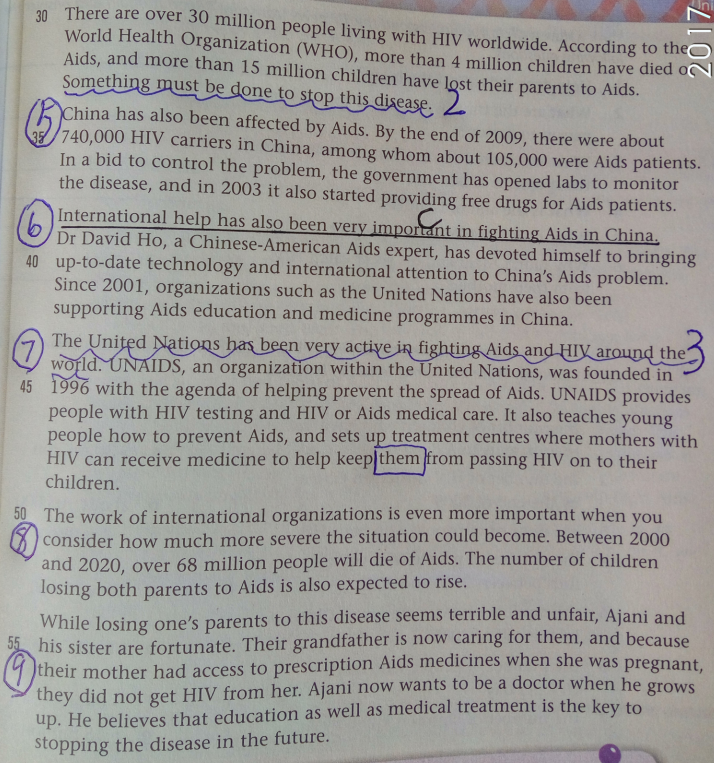 2017
30 There are over 30 million people living with HIV worldwide. According to the
World Health Organization (WHO), more than 4 million children have died o
Aids, and more than 15 million children have lost their parents to Aids.
Something must be done to stop this disease. 2
5 China has also been affected by Aids. By the end of 2009, there were about
35 740,000 HIV carriers in China, among whom about 105,000 were Aids patients.
In a bid to control the problem, the government has opened labs to monitor
the disease, and in 2003 it also started providing free drugs for Aids patients.
C
6 International help has also been very important in fighting Aids in China.
Dr David Ho, a Chinese-American Aids expert, has devoted himself to bringing
40 up-to-date technology and international attention to China's Aids problem.
Since 2001, organizations such as the United Nations have also been
supporting Aids education and medicine programmes in China.
7 The United Nations has been very active in fighting Aids and HIV around the 3
world. UNAIDS, an organization within the United Nations, was founded in
45 1996 with the agenda of helping prevent the spread of Aids. UNAIDS provides
people with HIV testing and HIV or Aids medical care. It also teaches young
people how to prevent Aids, and sets up treatment centres where mothers with
HIV can receive medicine to help keep them from passing HIV on to their
children.
50 The work of international organizations is even more important when you
8 consider how much more severe the situation could become. Between 2000
and 2020, over 68 million people will die of Aids. The number of children
losing both parents to Aids is also expected to rise.
While losing one's parents to this disease seems terrible and unfair, Ajani and
55 his sister are fortunate. Their grandfather is now caring for them, and because
9 their mother had access to prescription Aids medicines when she was pregnant,
they did not get HIV from her. Ajani now wants to be a doctor when he grows
up. He believes that education as well as medical treatment is the key to
stopping the disease in the future.